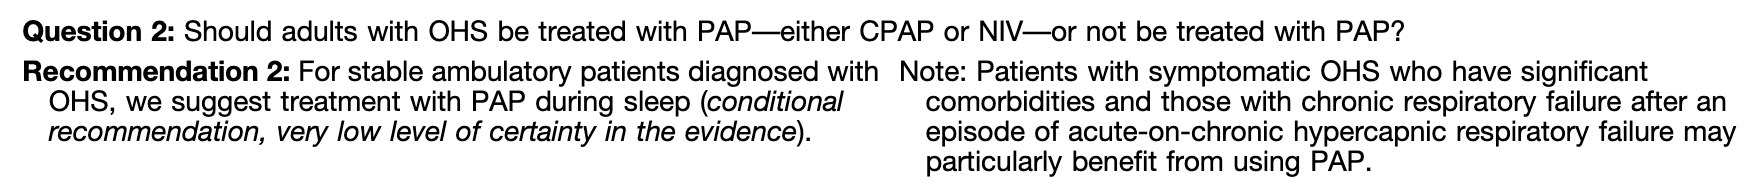 Question 2: Should adults with OHS be treated with PAP—either CPAP or NIV—or not be treated with PAP?
Recommendation 2: For stable ambulatory patients diagnosed with
OHS, we suggest treatment with PAP during sleep (conditional
recommendation, very low level of certainty in the evidence).
Note: Patients with symptomatic OHS who have significant
comorbidities and those with chronic respiratory failure after an
episode of acute-on-chronic hypercapnic respiratory failure may
particularly benefit from using PAP.